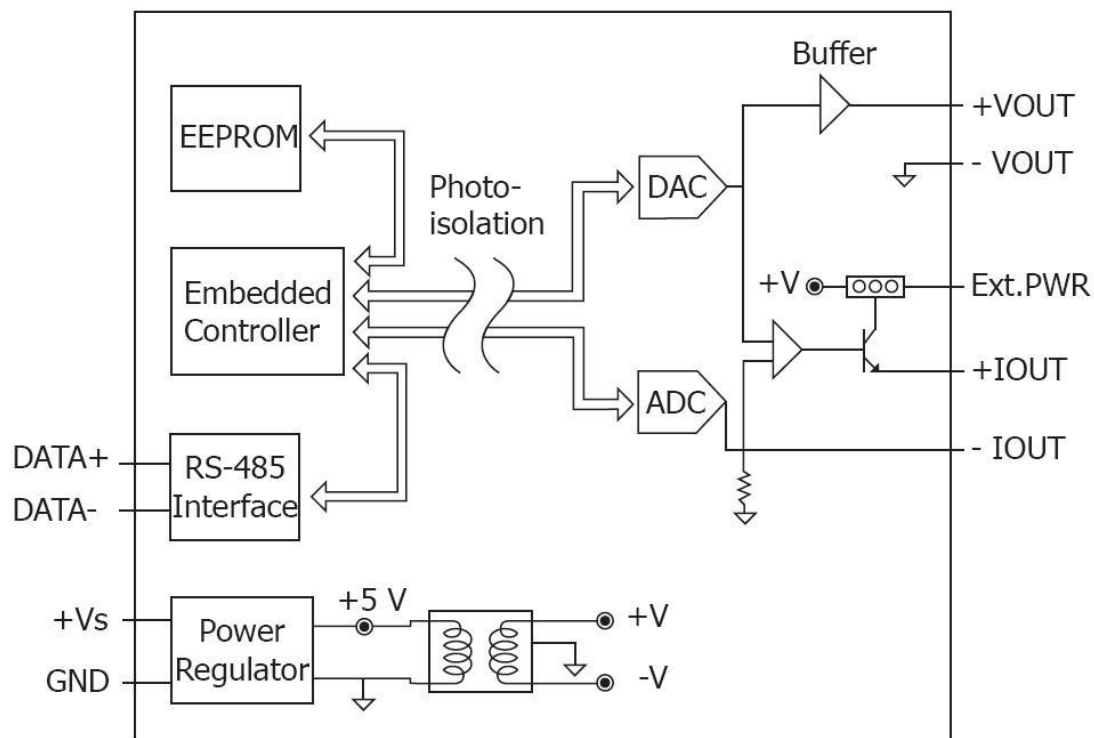 Buffer
+VOUT
- VOUT
EEPROM
Photo-
isolation
DAC
Embedded
Controller
+V
Ext.PWR
+IOUT
ADC
- IOUT
DATA+
DATA-
RS-485
Interface
+Vs
GND
Power
Regulator
+5 V
+V
-V